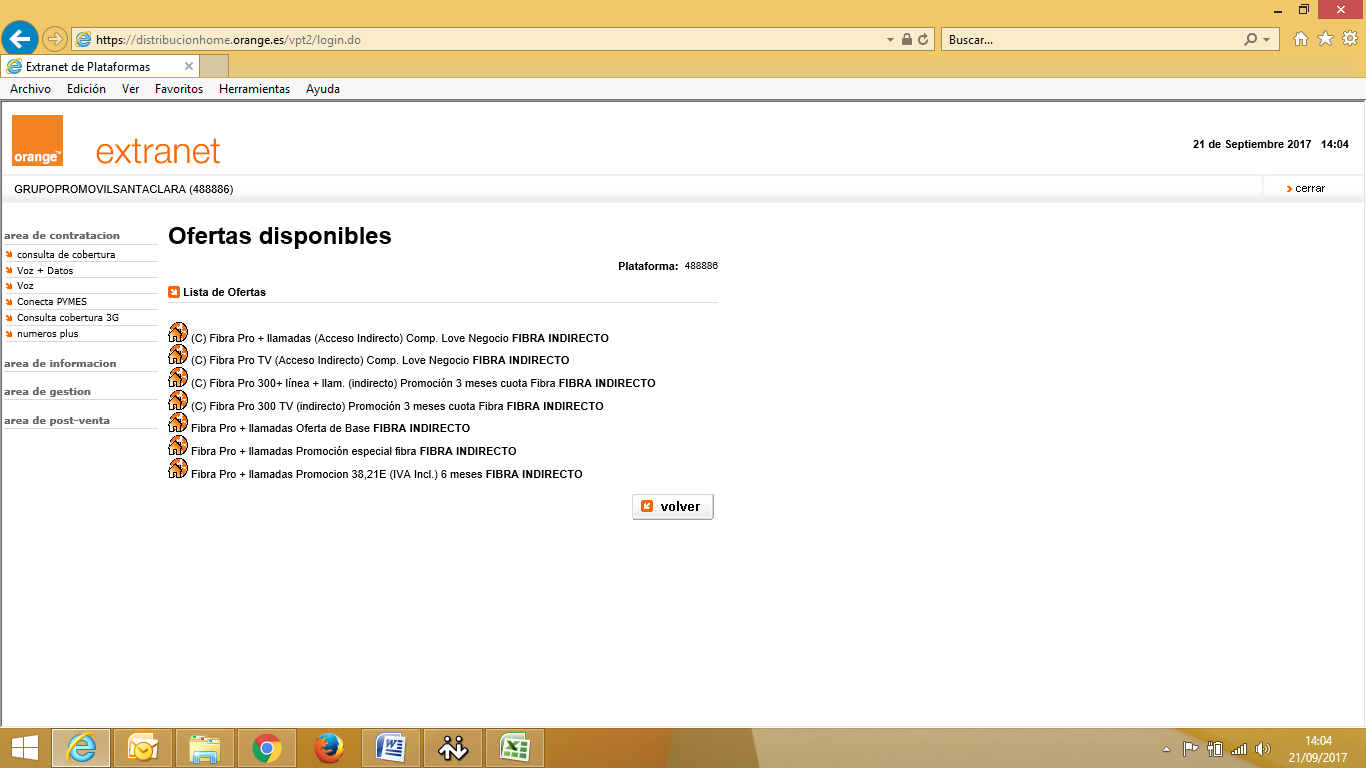 https://distribucionhome.orange.es/vpt2/login.do
Buscar...
Extranet de Plataformas
Archivo Edición Ver Favoritos Herramientas Ayuda
orange™
extranet
21 de Septiembre 2017 14:04
GRUPOPROMOVILSANTACLARA (488886)
cerrar
area de contratacion
consulta de cobertura
Voz + Datos
Voz
Conecta PYMES
Consulta cobertura 3G
numeros plus
area de informacion
area de gestion
area de post-venta
Ofertas disponibles
Plataforma: 488886
Lista de Ofertas
(C) Fibra Pro + llamadas (Acceso Indirecto) Comp. Love Negocio FIBRA INDIRECTO
(C) Fibra Pro TV (Acceso Indirecto) Comp. Love Negocio FIBRA INDIRECTO
(C) Fibra Pro 300+ línea + llam. (indirecto) Promoción 3 meses cuota Fibra FIBRA INDIRECTO
(C) Fibra Pro 300 TV (indirecto) Promoción 3 meses cuota Fibra FIBRA INDIRECTO
Fibra Pro + llamadas Oferta de Base FIBRA INDIRECTO
Fibra Pro + llamadas Promoción especial fibra FIBRA INDIRECTO
Fibra Pro + llamadas Promocion 38,21E (IVA Incl.) 6 meses FIBRA INDIRECTO
volver
14:04
21/09/2017